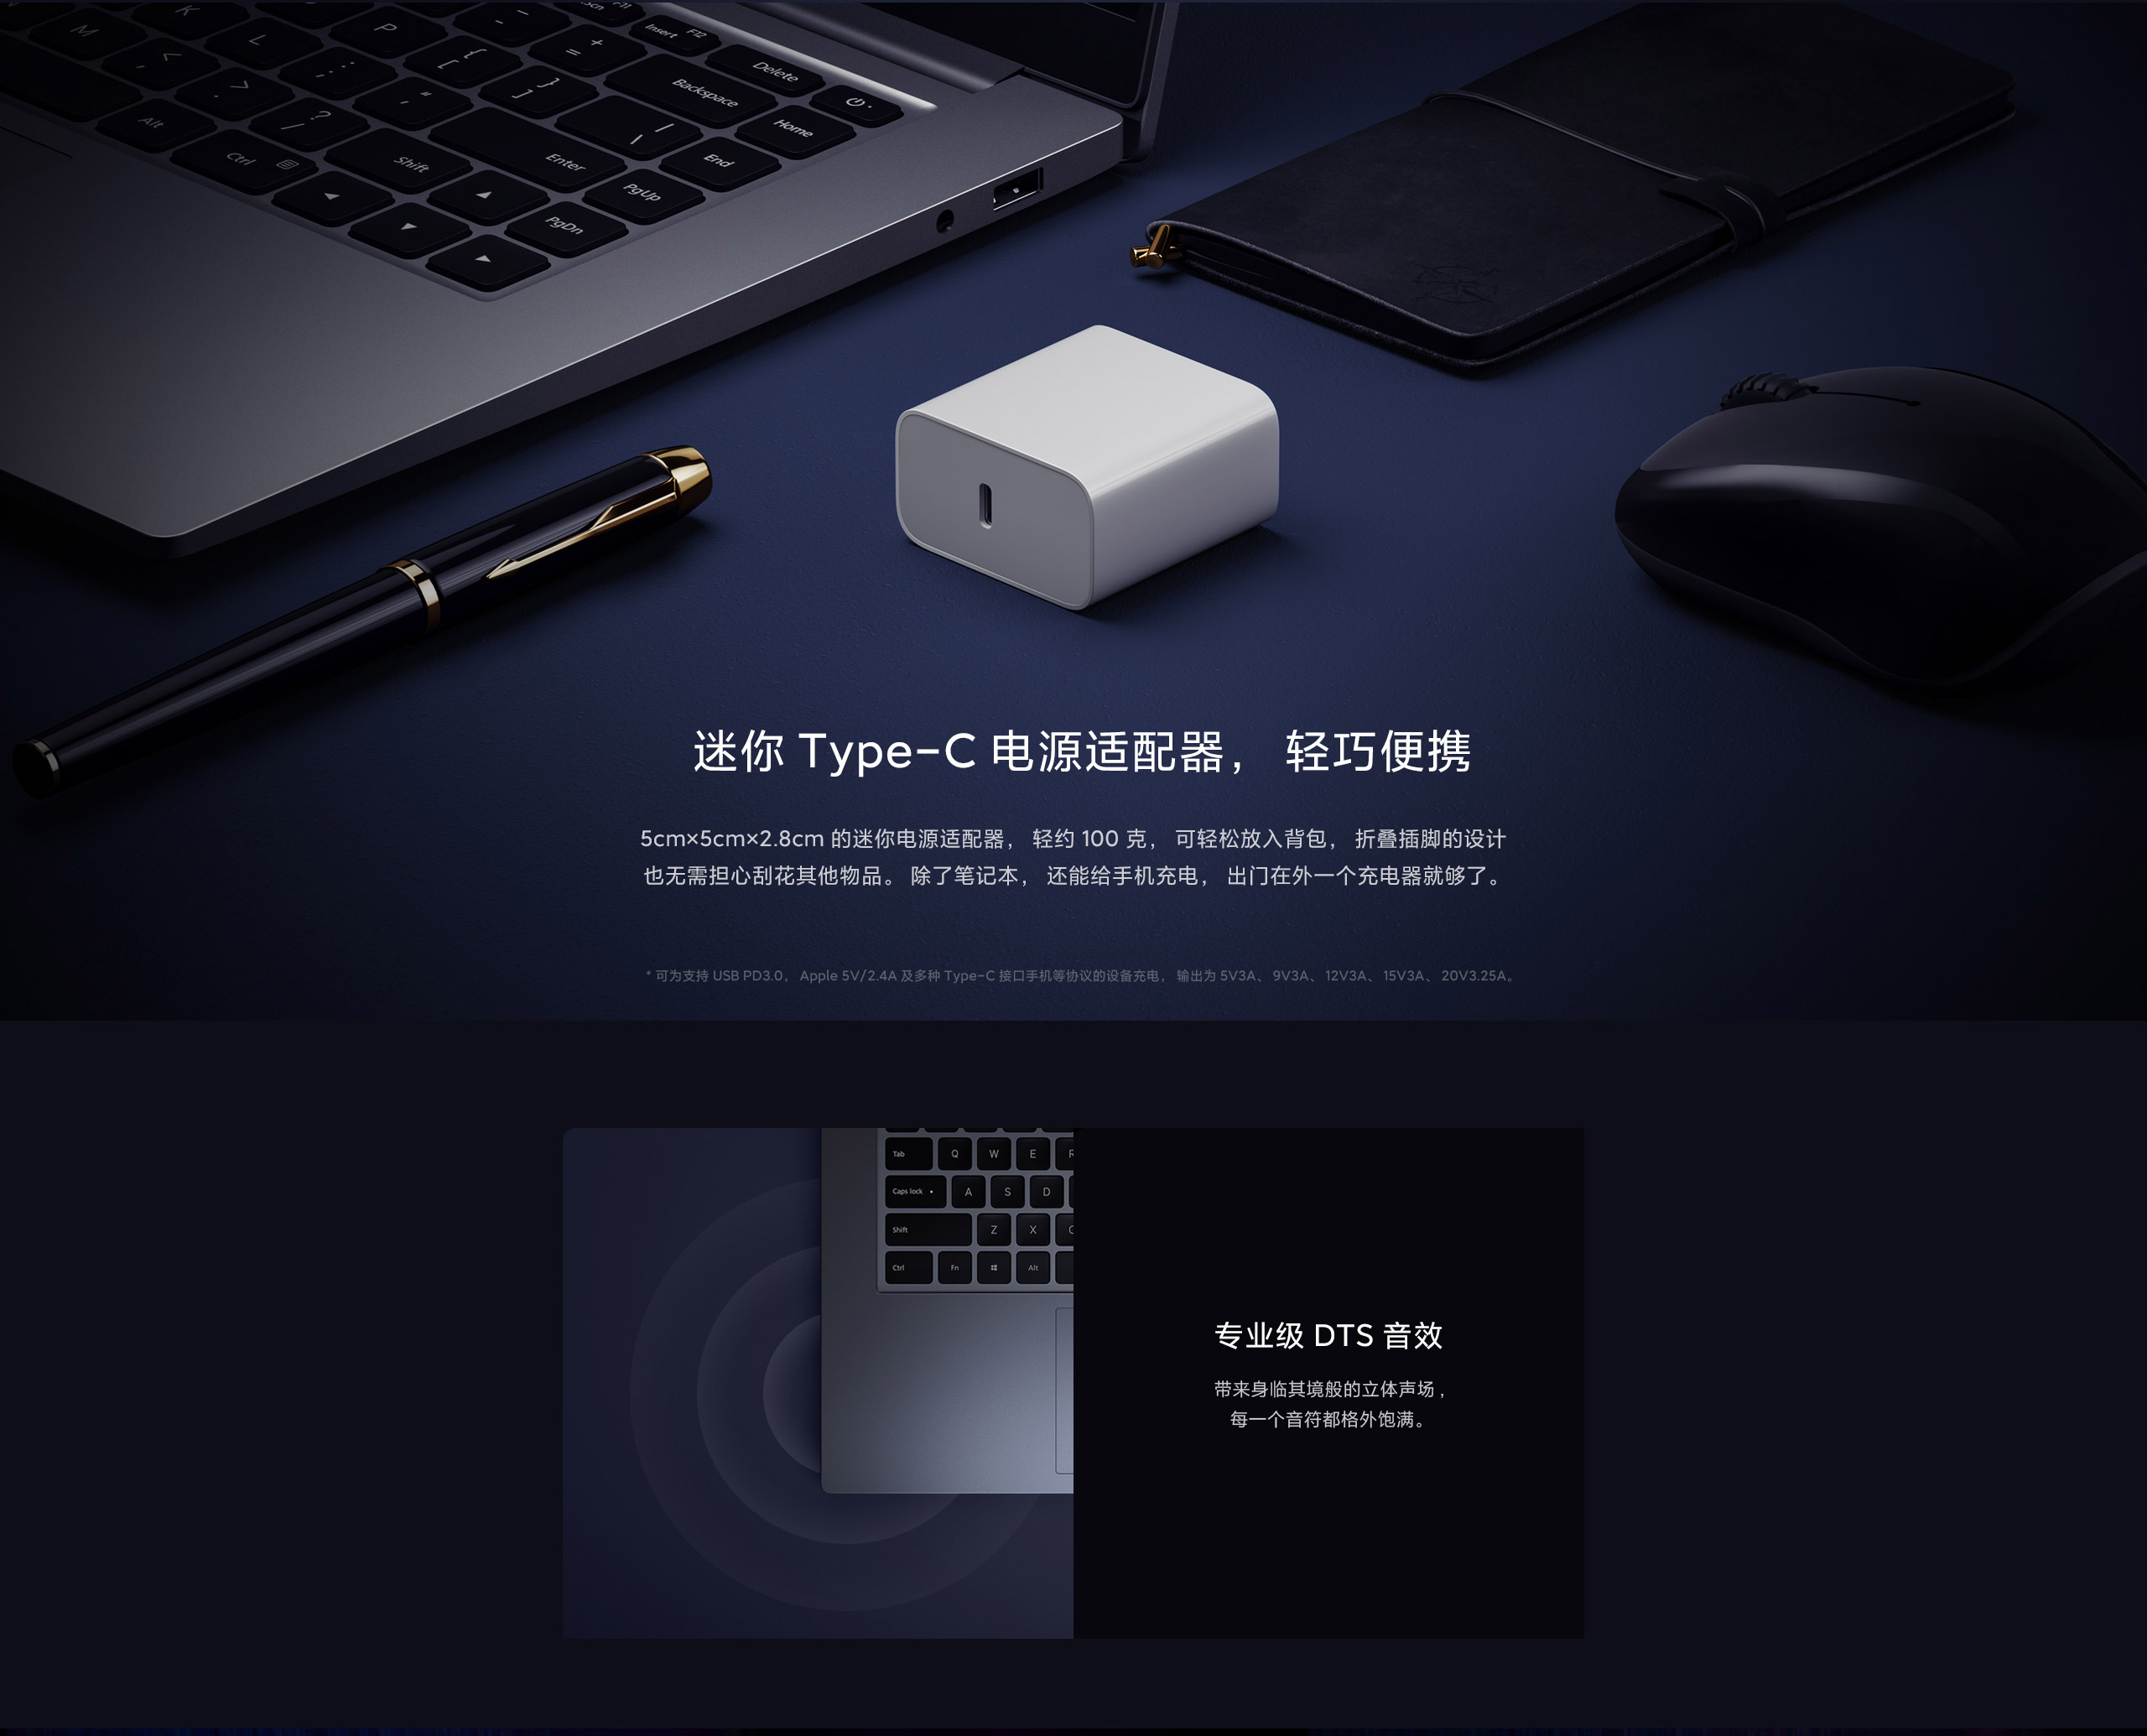 K
P
Insert F12
M
L
{ [
+ =
Delete
< ,
: ;
} ]
Backspace
> .
" '
| \
Home
Alt
? /
Enter
End
Ctrl
Shift
PgUp
PgDn
迷你 Type-C 电源适配器， 轻巧便携
5cm×5cm×2.8cm 的迷你电源适配器， 轻约 100 克， 可轻松放入背包， 折叠插脚的设计
也无需担心刮花其他物品。 除了笔记本， 还能给手机充电， 出门在外一个充电器就够了。
* 可为支持 USB PD3.0， Apple 5V/2.4A 及多种 Type-C 接口手机等协议的设备充电， 输出为 5V3A、 9V3A、 12V3A、 15V3A、 20V3.25A。
Tab Q W E R
Caps lock A S D
Shift Z X C
Ctrl Fn Alt
专业级 DTS 音效
带来身临其境般的立体声场，
每一个音符都格外饱满。